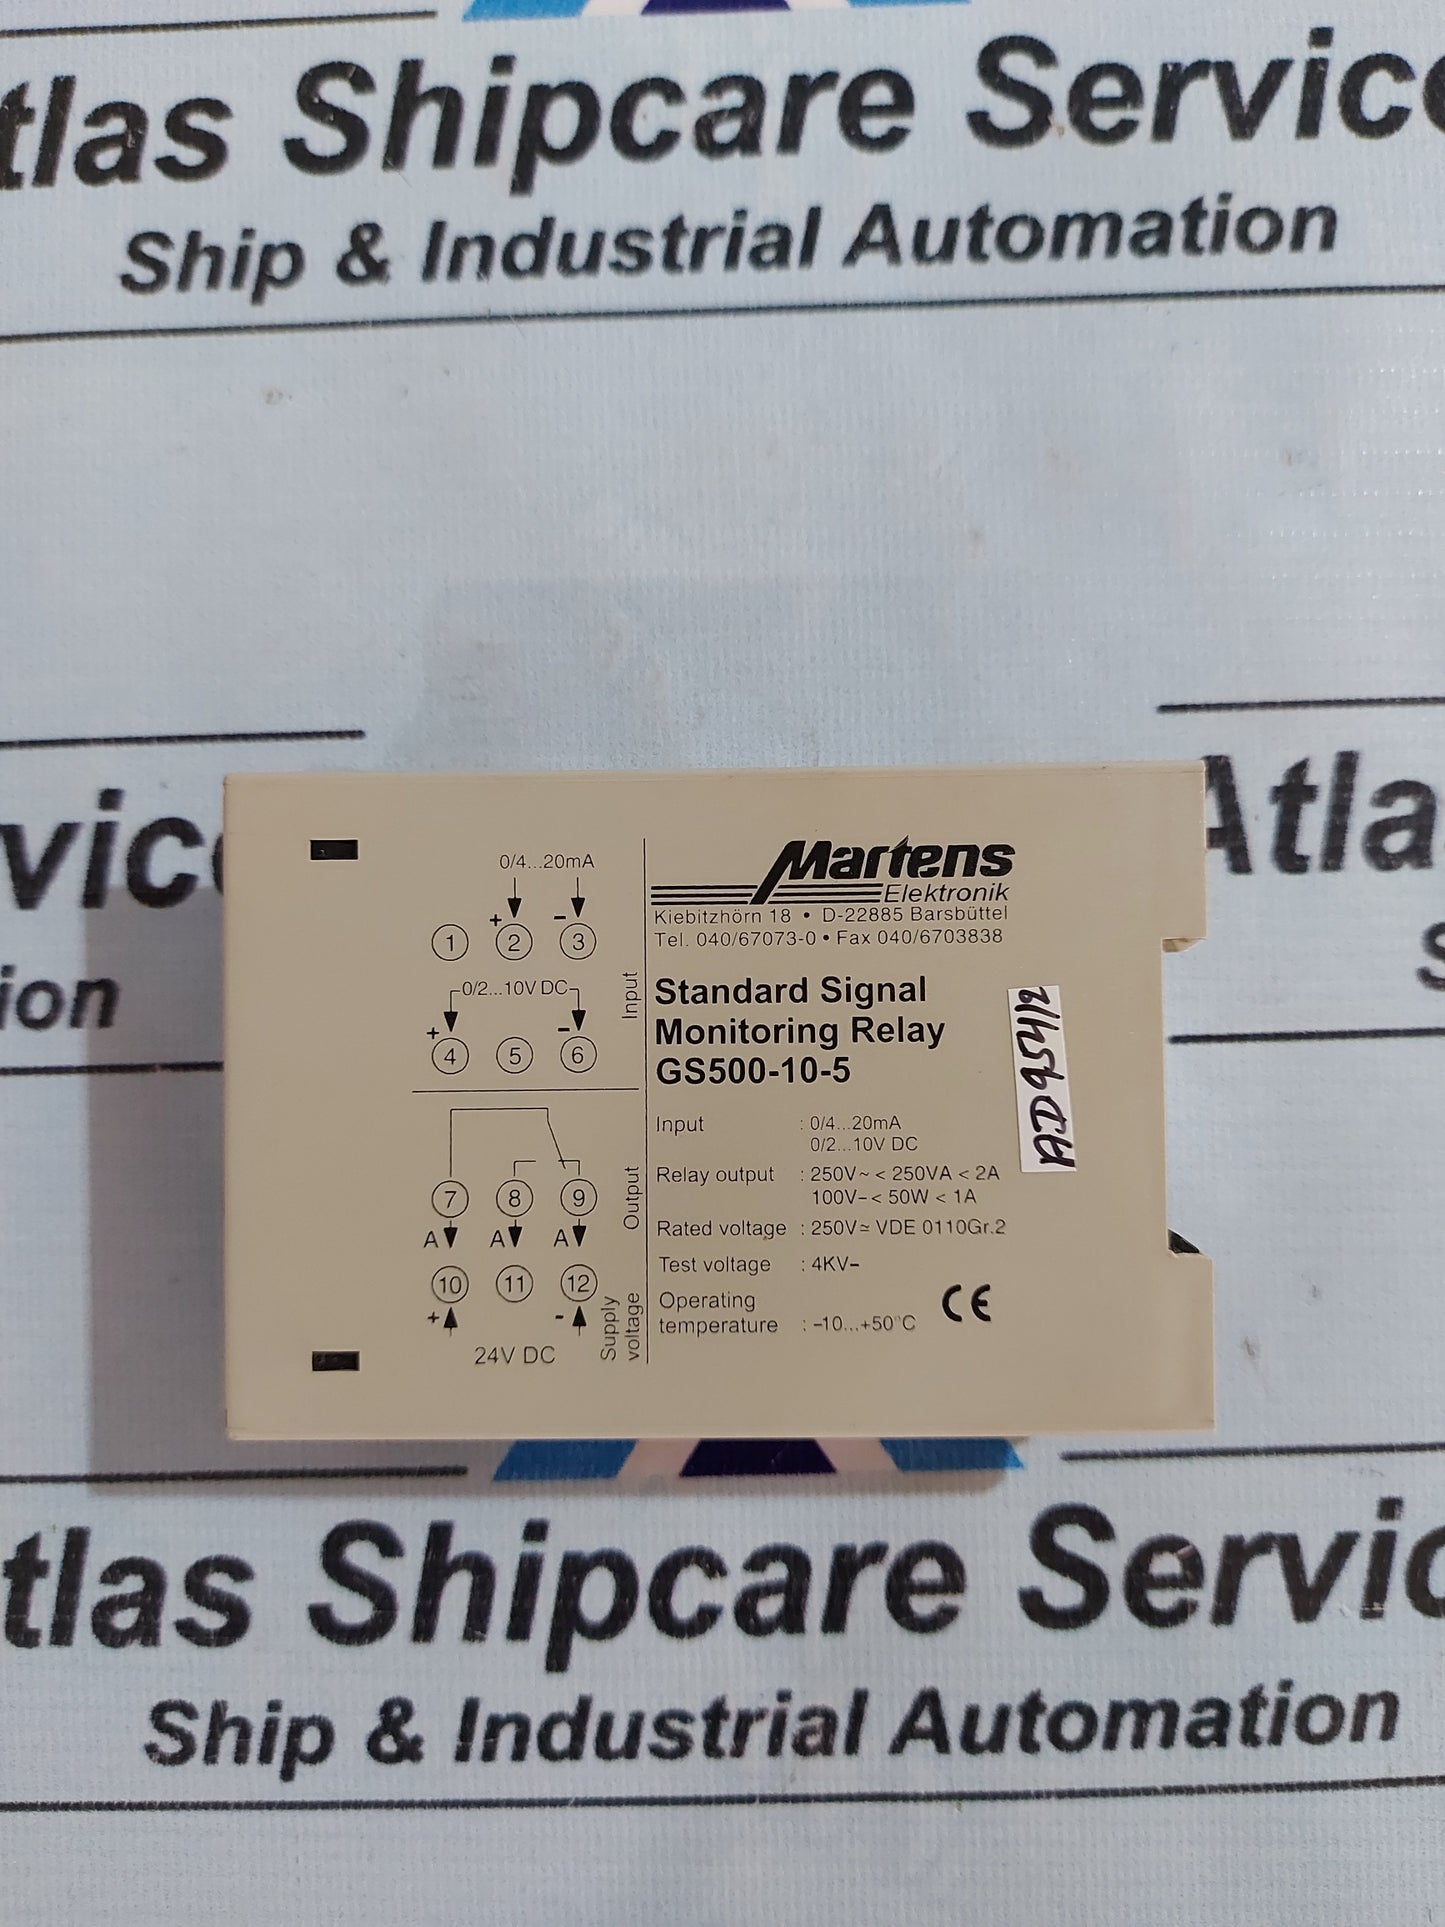 tlas Shipcare Service
Ship & Industrial Automation
vice
ion
Atla
S
Martens
Elektronik
Kiebitzhörn 18 • D-22885 Barsbüttel
Tel. 040/67073-0 • Fax 040/6703838
Standard Signal
Monitoring Relay
GS500-10-5
Input : 0/4...20mA
0/2...10V DC
Relay output : 250V~ < 250VA < 2A
100V– < 50W < 1A
Rated voltage : 250V≃ VDE 0110Gr.2
Test voltage : 4KV–
Operating
temperature : –10...+50°C
CE
0/4...20mA
+ –
1 2 3
0/2...10V DC
+ –
4 5 6
Input
7 8 9
A A A
Output
10 11 12
+ -
24V DC
Supply
voltage
tlas Shipcare Servic
Ship & Industrial Automation